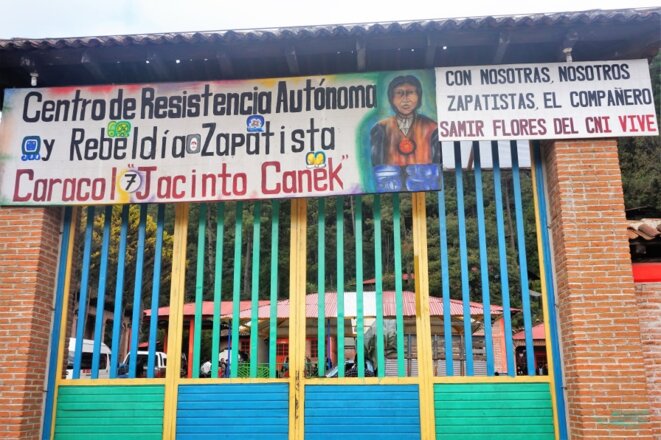 Centro de Resistencia Autónoma
y Rebeldía Zapatista
Caracol 7 "Jacinto Canek"
CON NOSOTRAS, NOSOTROS
ZAPATISTAS, EL COMPAÑERO
SAMIR FLORES DEL CNI VIVE